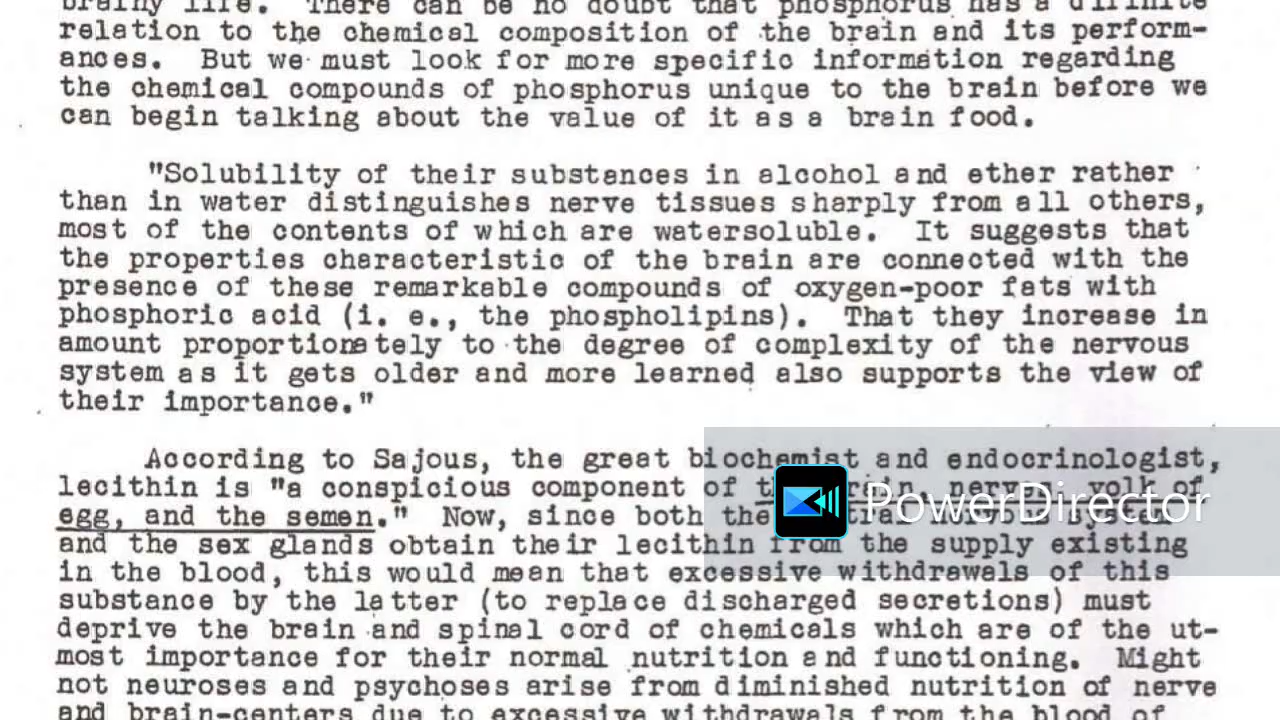 brainy life. There can be no doubt that phosphorus has a definite
relation to the chemical composition of the brain and its perform-
ances. But we must look for more specific information regarding
the chemical compounds of phosphorus unique to the brain before we
can begin talking about the value of it as a brain food.
"Solubility of their substances in alcohol and ether rather
than in water distinguishes nerve tissues sharply from all others,
most of the contents of which are watersoluble. It suggests that
the properties characteristic of the brain are connected with the
presence of these remarkable compounds of oxygen-poor fats with
phosphoric acid (i. e., the phospholipins). That they increase in
amount proportionately to the degree of complexity of the nervous
system as it gets older and more learned also supports the view of
their importance."
According to Sajous, the great biochemist and endocrinologist,
lecithin is "a conspicious component of the brain, nerves, yolk of
egg, and the semen." Now, since both the central nervous system
and the sex glands obtain their lecithin from the supply existing
in the blood, this would mean that excessive withdrawals of this
substance by the latter (to replace discharged secretions) must
deprive the brain and spinal cord of chemicals which are of the ut-
most importance for their normal nutrition and functioning. Might
not neuroses and psychoses arise from diminished nutrition of nerve
and brain-centers due to excessive withdrawals from the blood of
PowerDirector